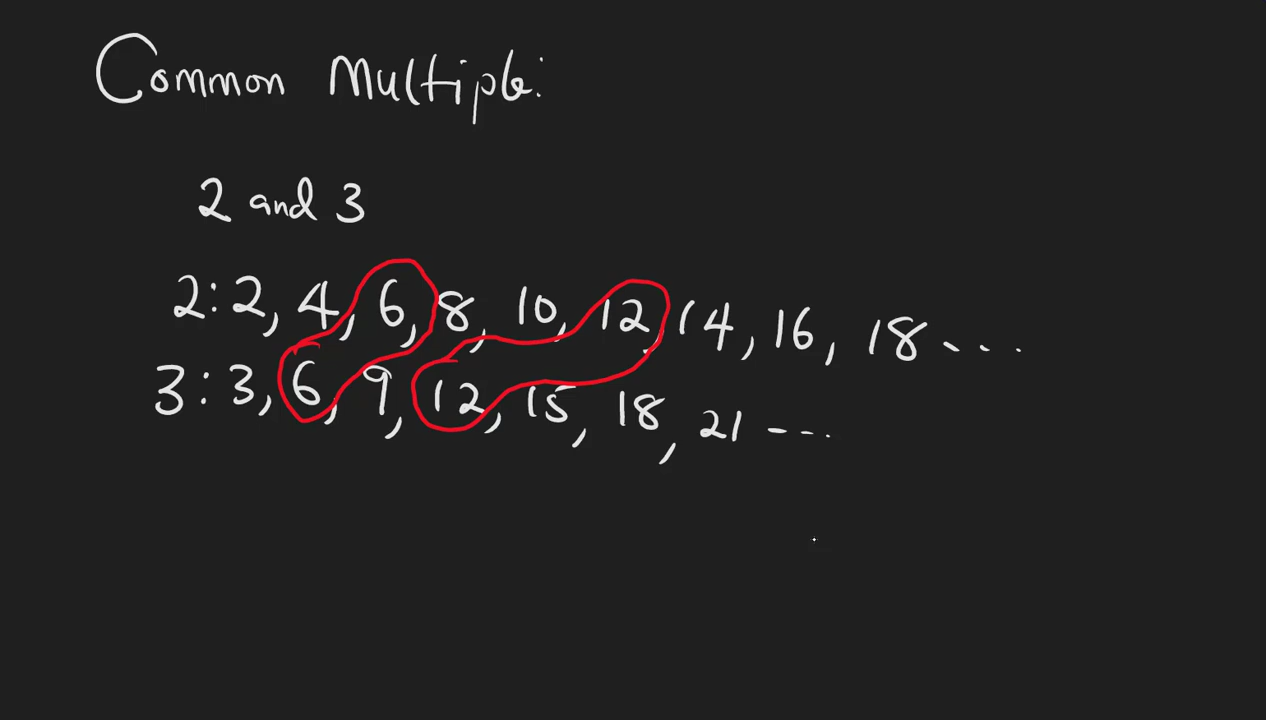 Common Multiple:
2 and 3
2: 2, 4, 6, 8, 10, 12, 14, 16, 18 ---
3: 3, 6, 9, 12, 15, 18, 21 ---